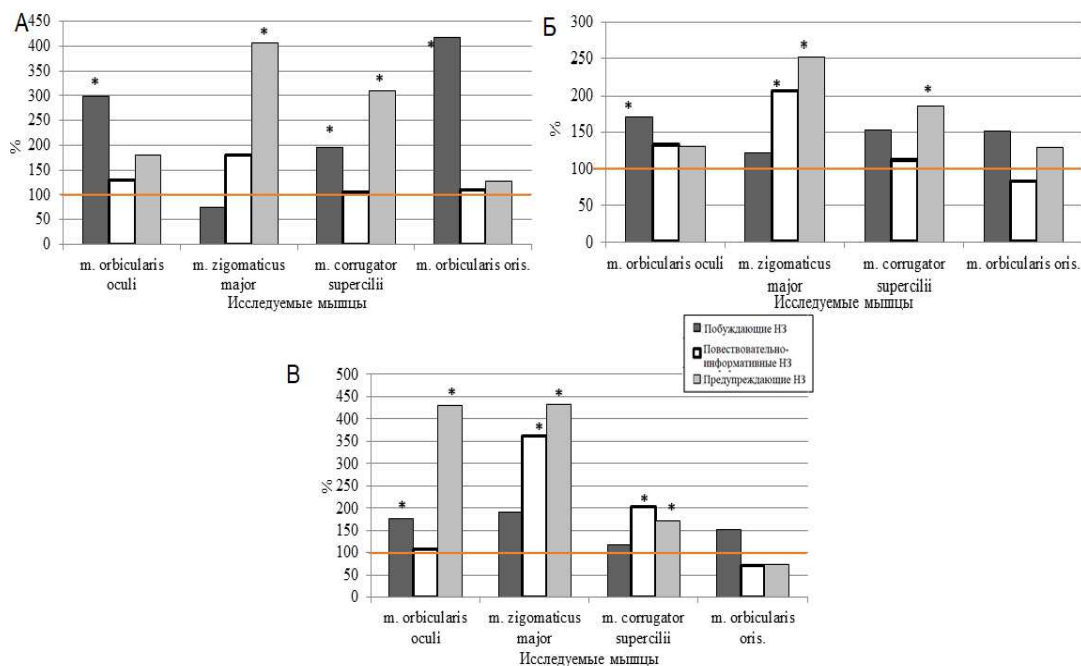 А
450
400
350
300
250
200
150
100
50
0
%
* * * * *
m. orbicularis oculi
m. zigomaticus major
m. corrugator supercilii
m. orbicularis oris.
Исследуемые мышцы
Б
300
250
200
150
100
50
0
%
* * * *
m. orbicularis oculi
m. zigomaticus major
m. corrugator supercilii
m. orbicularis oris.
Исследуемые мышцы
Побуждающие НЗ
Повествовательно-
информативные НЗ
Предупреждающие НЗ
В
500
450
400
350
300
250
200
150
100
50
0
%
* * * * * *
m. orbicularis oculi
m. zigomaticus major
m. corrugator supercilii
m. orbicularis oris.
Исследуемые мышцы